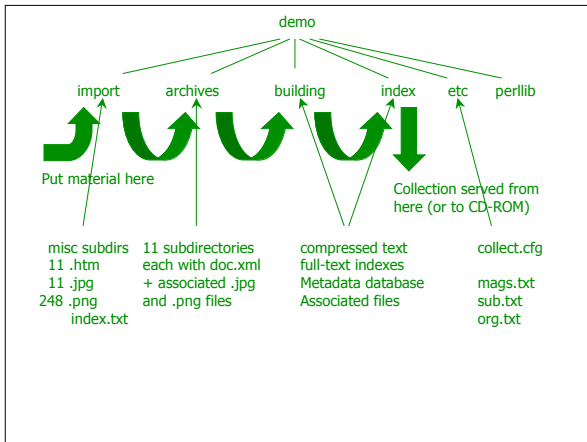 demo
import archives building index etc perllib
Put material here
Collection served from
here (or to CD-ROM)
misc subdirs
11 .htm
11 .jpg
248 .png
index.txt
11 subdirectories
each with doc.xml
+ associated .jpg
and .png files
compressed text
full-text indexes
Metadata database
Associated files
collect.cfg
mags.txt
sub.txt
org.txt